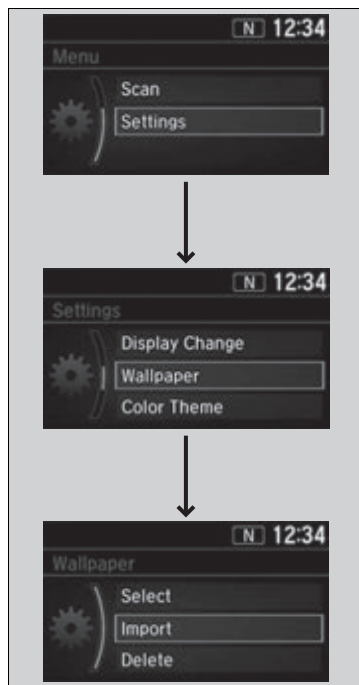 N 12:34
Menu
Scan
Settings
N 12:34
Settings
Display Change
Wallpaper
Color Theme
N 12:34
Wallpaper
Select
Import
Delete